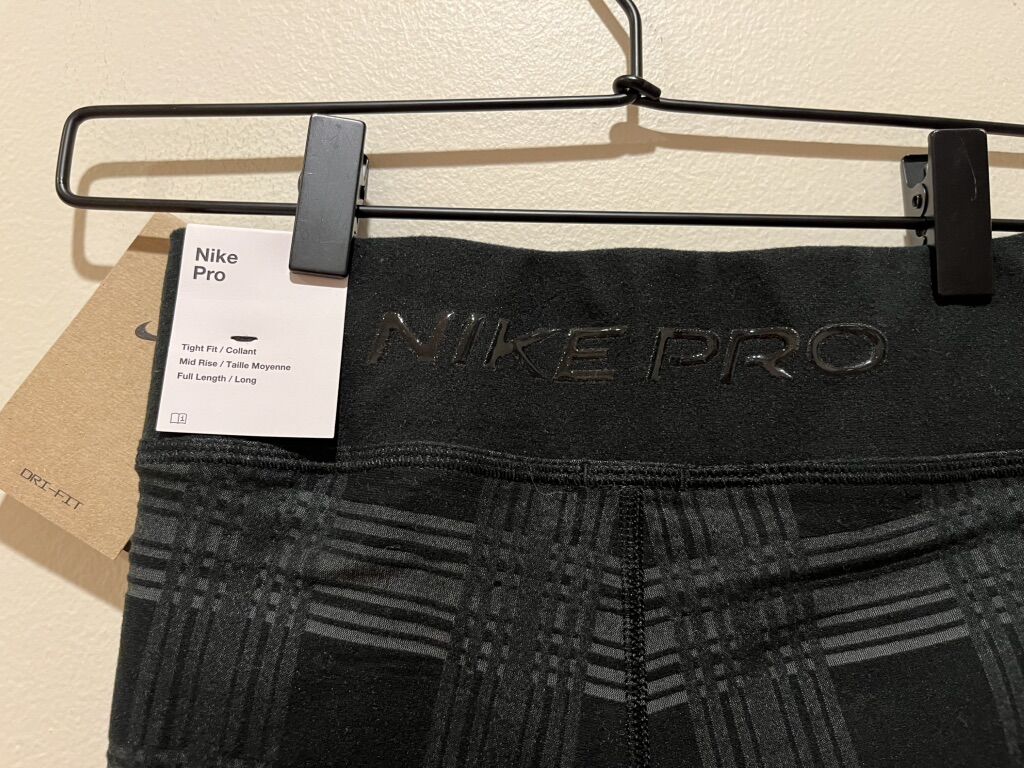 Nike
Pro
Tight Fit / Collant
Mid Rise / Taille Moyenne
Full Length / Long
NIKE PRO
DRI-FIT